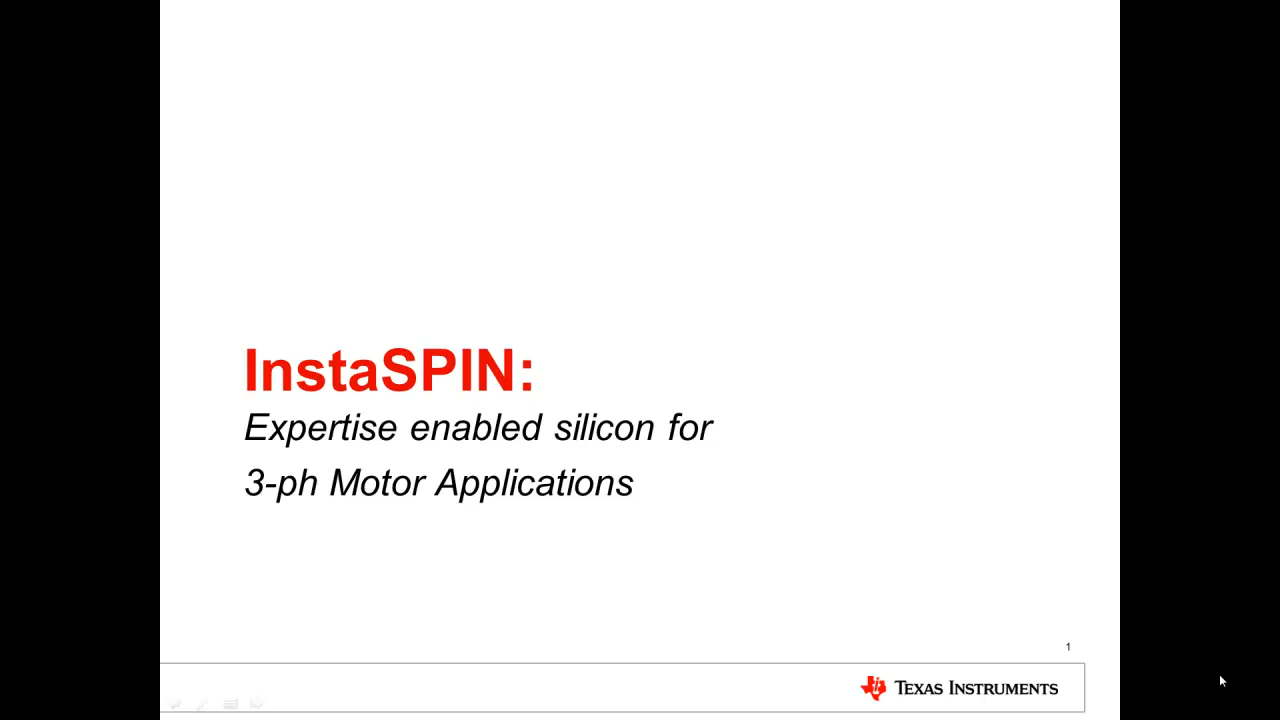 InstaSPIN:
Expertise enabled silicon for
3-ph Motor Applications
1
TEXAS INSTRUMENTS